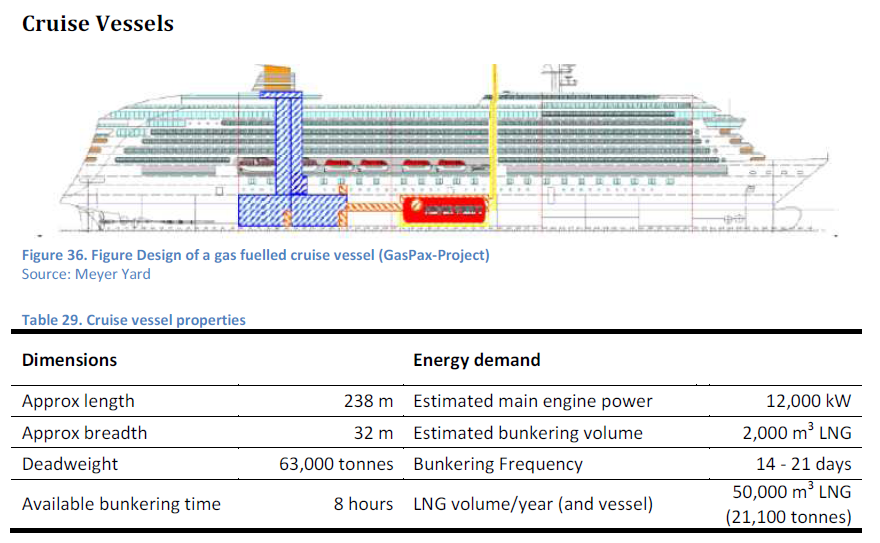 Cruise Vessels
Figure 36. Figure Design of a gas fuelled cruise vessel (GasPax-Project)
Source: Meyer Yard
Table 29. Cruise vessel properties
Dimensions Energy demand
Approx length 238 m Estimated main engine power 12,000 kW
Approx breadth 32 m Estimated bunkering volume 2,000 m³ LNG
Deadweight 63,000 tonnes Bunkering Frequency 14 - 21 days
Available bunkering time 8 hours LNG volume/year (and vessel) 50,000 m³ LNG
(21,100 tonnes)